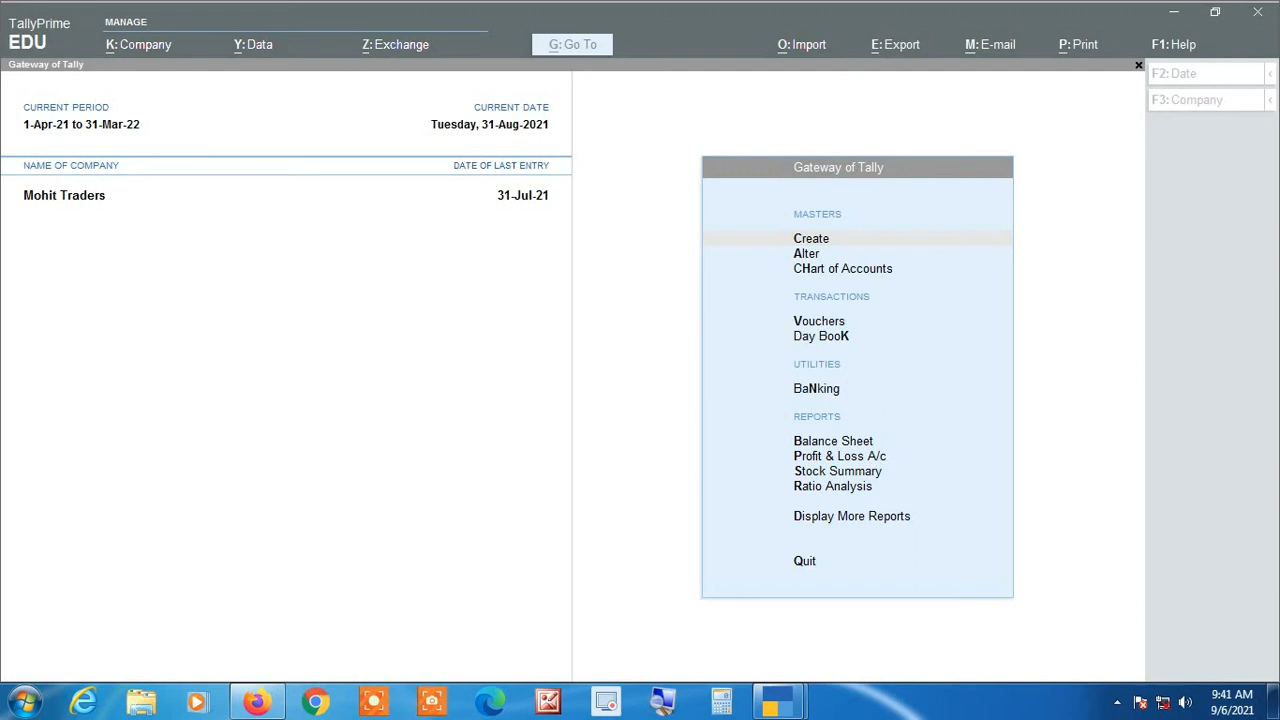 TallyPrime
EDU
MANAGE
K: Company
Y: Data
Z: Exchange
G: Go To
O: Import
E: Export
M: E-mail
P: Print
F1: Help
Gateway of Tally
F2: Date
F3: Company
CURRENT PERIOD
CURRENT DATE
1-Apr-21 to 31-Mar-22
Tuesday, 31-Aug-2021
NAME OF COMPANY
DATE OF LAST ENTRY
Mohit Traders
31-Jul-21
Gateway of Tally
MASTERS
Create
Alter
CHart of Accounts
TRANSACTIONS
Vouchers
Day BooK
UTILITIES
BaNking
REPORTS
Balance Sheet
Profit & Loss A/c
Stock Summary
Ratio Analysis
Display More Reports
Quit
9:41 AM
9/6/2021